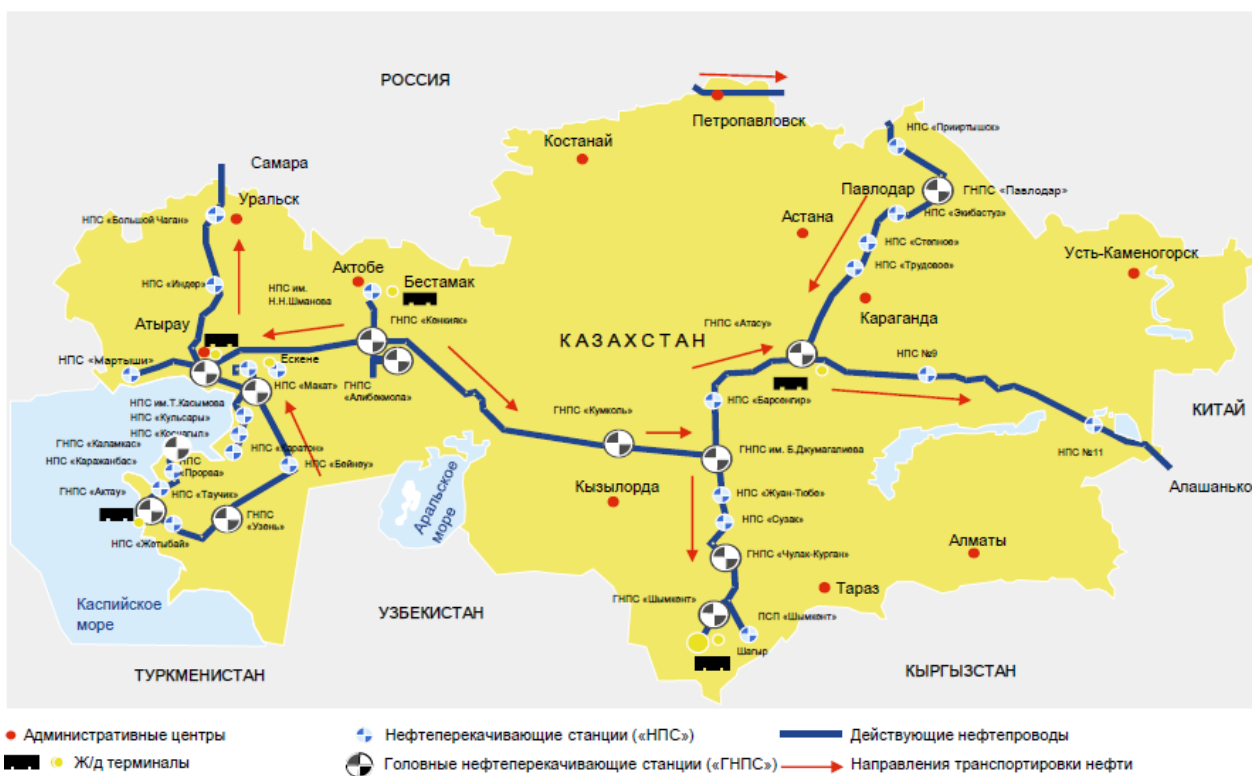 РОССИЯ
Петропавловск
Костанай
НПС «Прииртышск»
Самара
Уральск
НПС «Большой Чаган»
Павлодар
ГНПС «Павлодар»
НПС «Экибастуз»
Астана
НПС «Степное»
НПС «Трудовое»
Усть-Каменогорск
НПС «Индер»
НПС им.
Н.Н.Шманова
Актобе
Бестамак
Караганда
Атырау
ГНПС «Кенкияк»
КАЗАХСТАН
ГНПС «Атасу»
НПС №9
НПС «Мартыши»
Ескене
НПС «Макат»
ГНПС
«Алибекмола»
НПС «Барсенгир»
НПС им.Т.Касымова
НПС «Кульсары»
НПС «Косчагыл»
ГНПС «Кумколь»
КИТАЙ
ГНПС «Каламкас»
НПС «Каратон»
НПС «Каражанбас»
НПС
«Прорва»
НПС «Бейнеу»
ГНПС им. Б.Джумагалиева
НПС №11
Алашанько
ГНПС «Актау»
НПС «Таучик»
Кызылорда
НПС «Жуан-Тюбе»
Аральское
море
ГНПС
«Узень»
НПС «Сузак»
НПС «Жетыбай»
Алматы
ГНПС «Чулак-Курган»
Тараз
Каспийское
море
УЗБЕКИСТАН
ГНПС «Шымкент»
ПСП «Шымкент»
Шагыр
ТУРКМЕНИСТАН
КЫРГЫЗСТАН
Административные центры
Нефтеперекачивающие станции («НПС»)
Действующие нефтепроводы
Ж/д терминалы
Головные нефтеперекачивающие станции («ГНПС»)
Направления транспортировки нефти